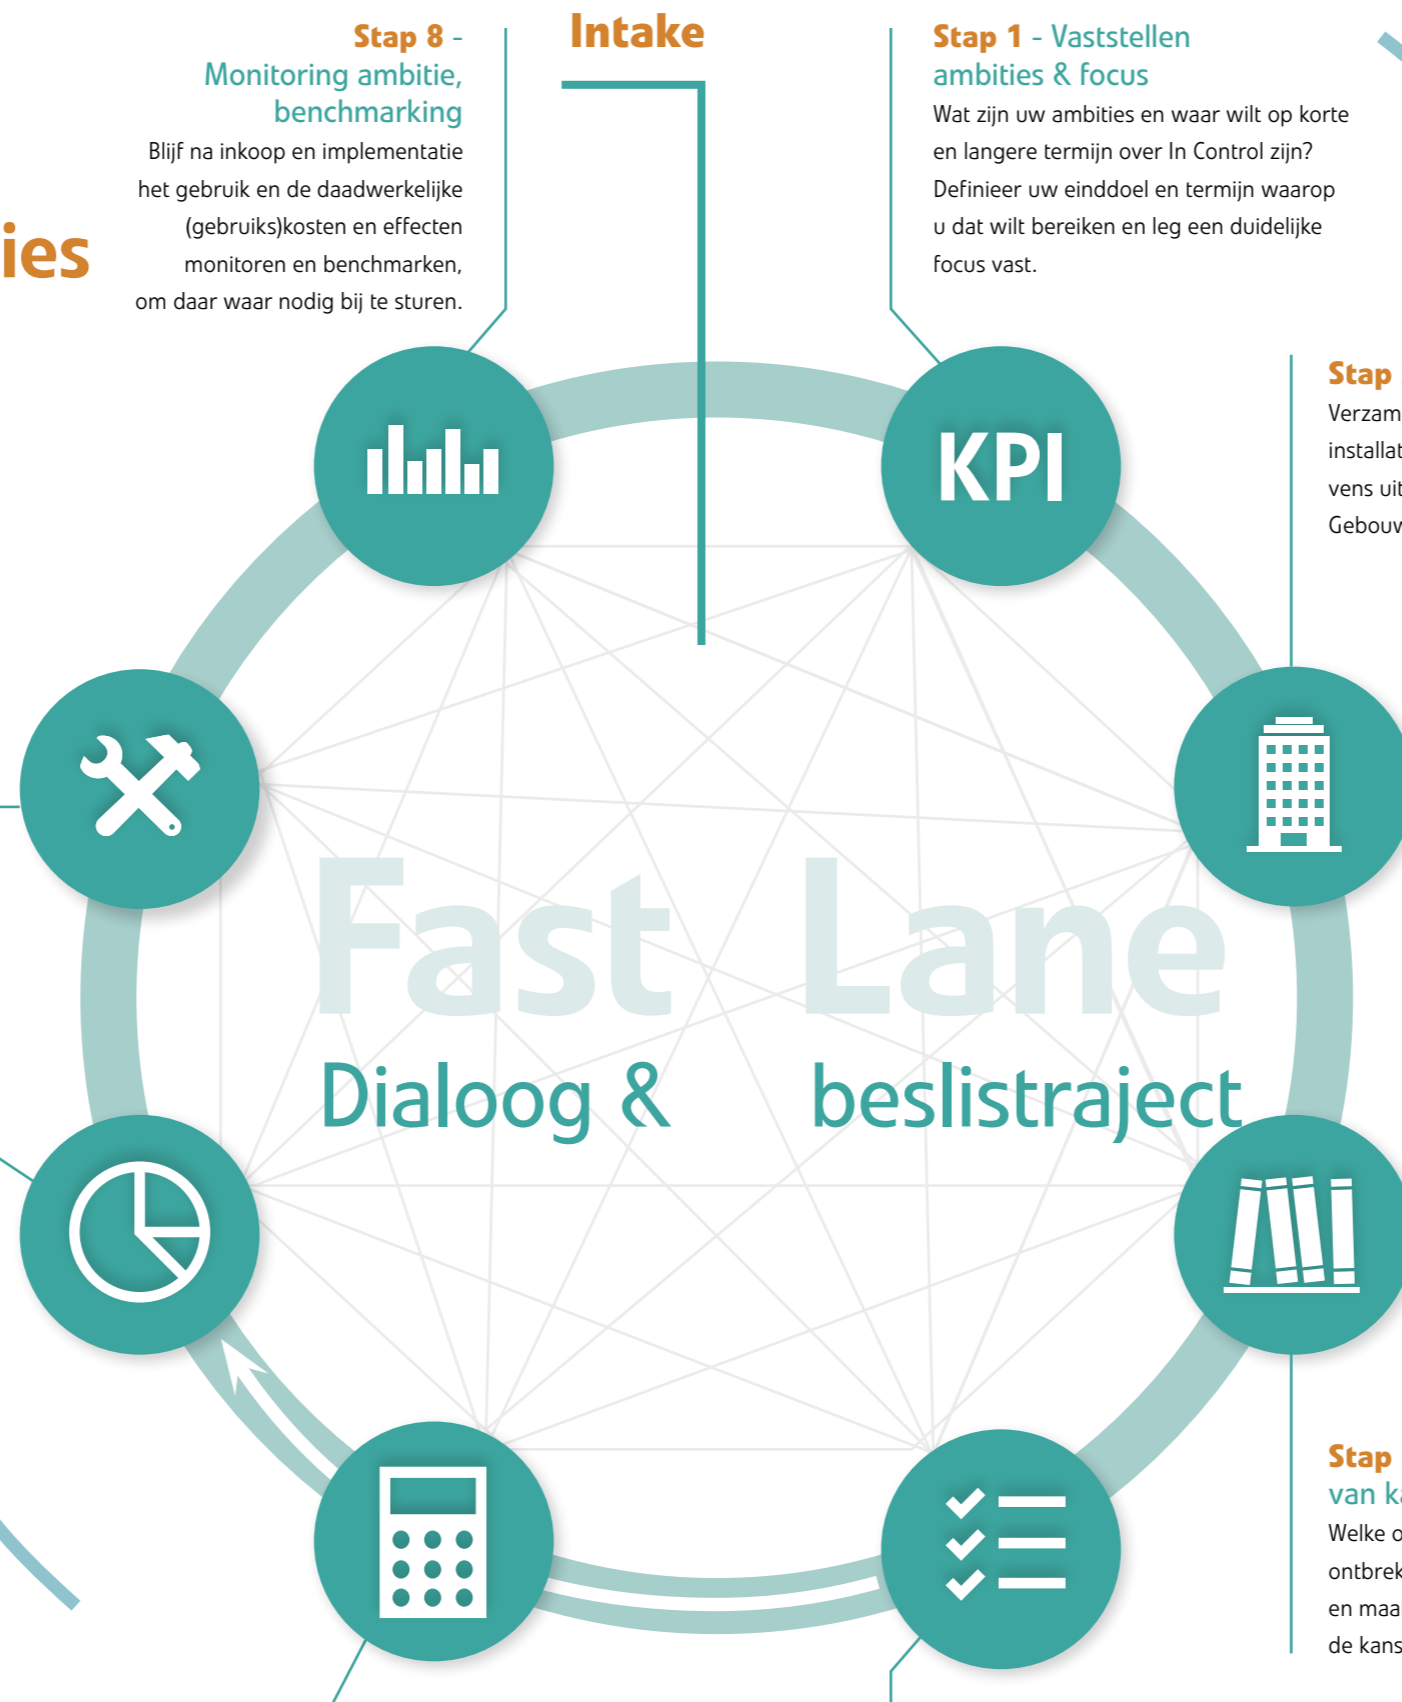 Intake
Stap 8 -
Monitoring ambitie,
benchmarking
Blijf na inkoop en implementatie
het gebruik en de daadwerkelijke
(gebruiks)kosten en effecten
monitoren en benchmarken,
om daar waar nodig bij te sturen.
Stap 1 - Vaststellen
ambities & focus
Wat zijn uw ambities en waar wilt op korte
en langere termijn over In Control zijn?
Definieer uw einddoel en termijn waarop
u dat wilt bereiken en leg een duidelijke
focus vast.
ies
KPI
Stap
Verzam
installat
vens uit
Gebouw
Fast Lane
Dialoog & beslistraject
Stap
van ka
Welke o
ontbrek
en maal
de kans